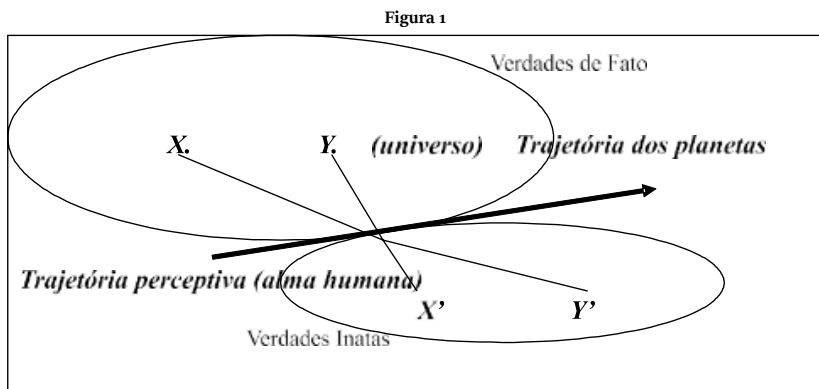 Figura 1
Verdades de Fato
X. Y. (universo) Trajetória dos planetas
Trajetória perceptiva (alma humana)
X’ Y’
Verdades Inatas